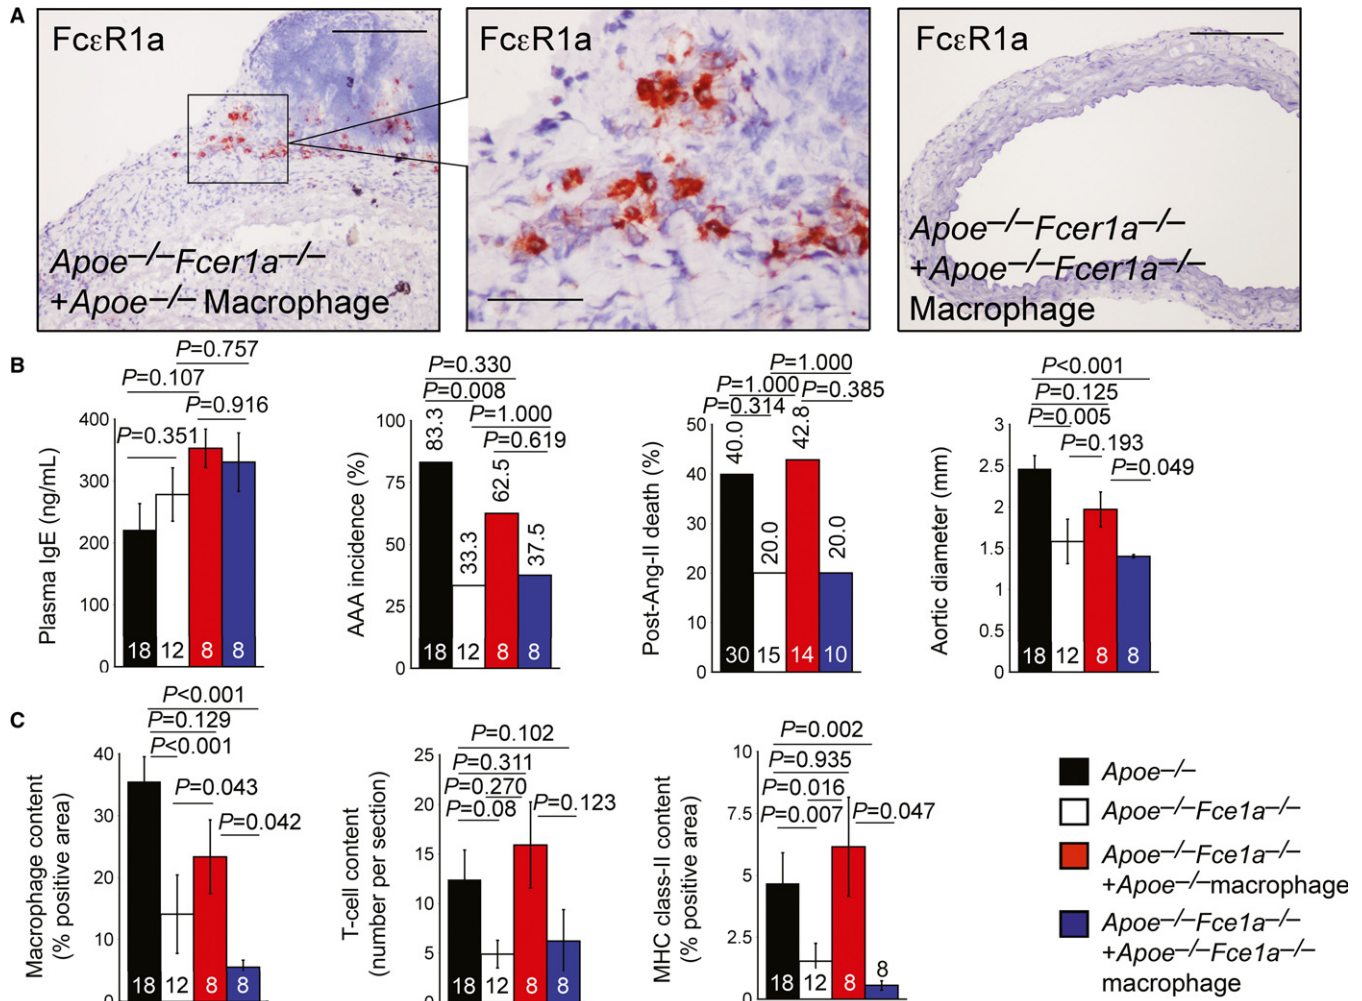 A
FcεR1a
Apoe–/–Fcer1a–/–
+Apoe–/– Macrophage
FcεR1a
FcεR1a
Apoe–/–Fcer1a–/–
+Apoe–/–Fcer1a–/–
Macrophage
B
Plasma IgE (ng/mL)
400
300
200
100
0
P=0.757
P=0.107
P=0.916
P=0.351
18
12
8
8
AAA incidence (%)
100
75
50
25
0
P=0.330
P=0.008
P=1.000
P=0.619
83.3
33.3
62.5
37.5
18
12
8
8
Post-Ang-II death (%)
50
40
30
20
10
0
P=1.000
P=1.000
P=0.385
P=0.314
40.0
20.0
42.8
20.0
30
15
14
10
Aortic diameter (mm)
3
2.5
2
1.5
1
0.5
0
P<0.001
P=0.125
P=0.005
P=0.193
P=0.049
18
12
8
8
C
Macrophage content
(% positive area)
40
30
20
10
0
P<0.001
P=0.129
P<0.001
P=0.043
P=0.042
18
12
8
8
T-cell content
(number per section)
25
20
15
10
5
0
P=0.102
P=0.311
P=0.270
P=0.08
P=0.123
18
12
8
8
MHC class-II content
(% positive area)
10
7.5
5
2.5
0
P=0.002
P=0.935
P=0.016
P=0.007
P=0.047
18
12
8
8
Apoe–/–
Apoe–/–Fce1a–/–
Apoe–/–Fce1a–/–
+Apoe–/–macrophage
Apoe–/–Fce1a–/–
+Apoe–/–Fce1a–/–
macrophage